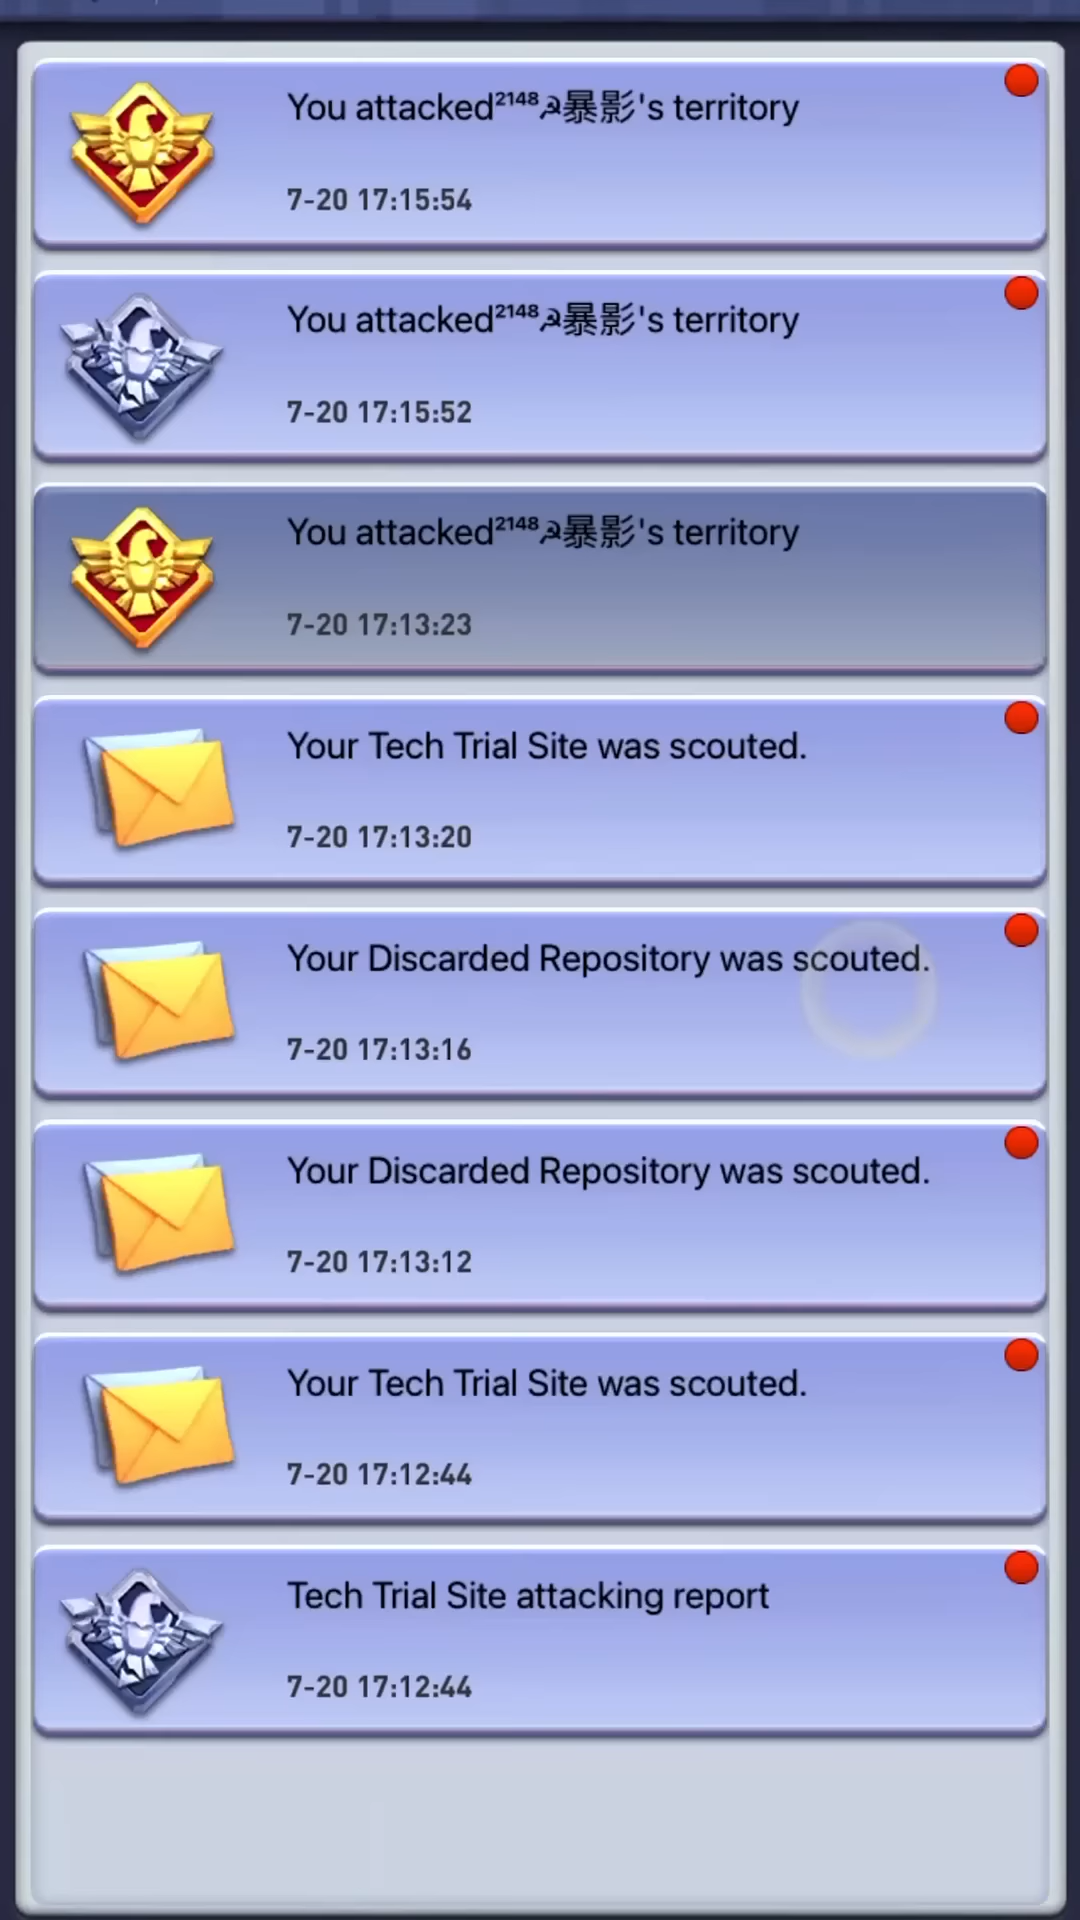 You attacked²¹⁴⁸☭暴影's territory
7-20 17:15:54
You attacked²¹⁴⁸☭暴影's territory
7-20 17:15:52
You attacked²¹⁴⁸☭暴影's territory
7-20 17:13:23
Your Tech Trial Site was scouted.
7-20 17:13:20
Your Discarded Repository was scouted.
7-20 17:13:16
Your Discarded Repository was scouted.
7-20 17:13:12
Your Tech Trial Site was scouted.
7-20 17:12:44
Tech Trial Site attacking report
7-20 17:12:44